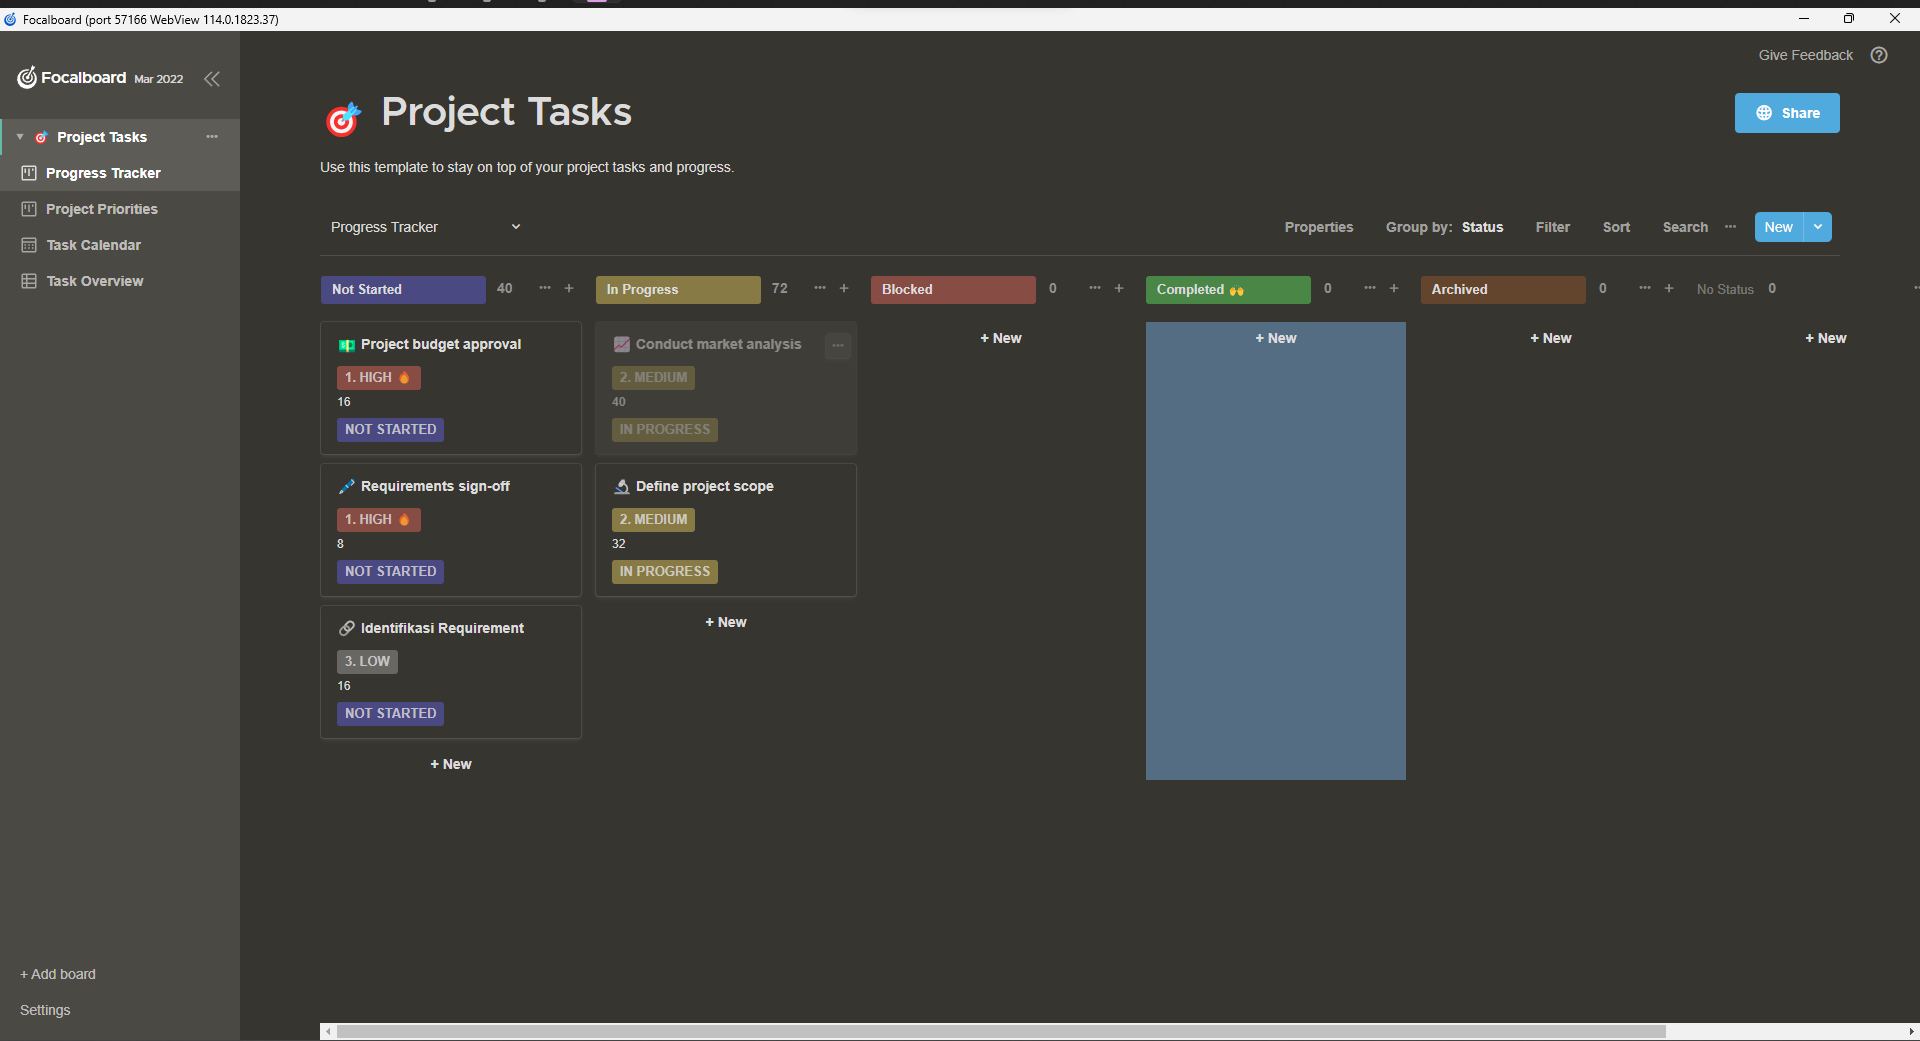 Focalboard (port 57166 WebView 114.0.1823.37)
Focalboard Mar 2022
Give Feedback
Project Tasks
Progress Tracker
Project Priorities
Task Calendar
Task Overview
+ Add board
Settings
Project Tasks
Share
Use this template to stay on top of your project tasks and progress.
Progress Tracker
Properties Group by: Status Filter Sort Search ··· New
Not Started 40 ··· +
In Progress 72 ··· +
Blocked 0 ··· +
Completed 🙌 0 ··· +
Archived 0 ··· +
No Status 0
Project budget approval
1. HIGH 🔥
16
NOT STARTED
Requirements sign-off
1. HIGH 🔥
8
NOT STARTED
Identifikasi Requirement
3. LOW
16
NOT STARTED
+ New
Conduct market analysis
2. MEDIUM
40
IN PROGRESS
Define project scope
2. MEDIUM
32
IN PROGRESS
+ New
+ New
+ New
+ New
+ New